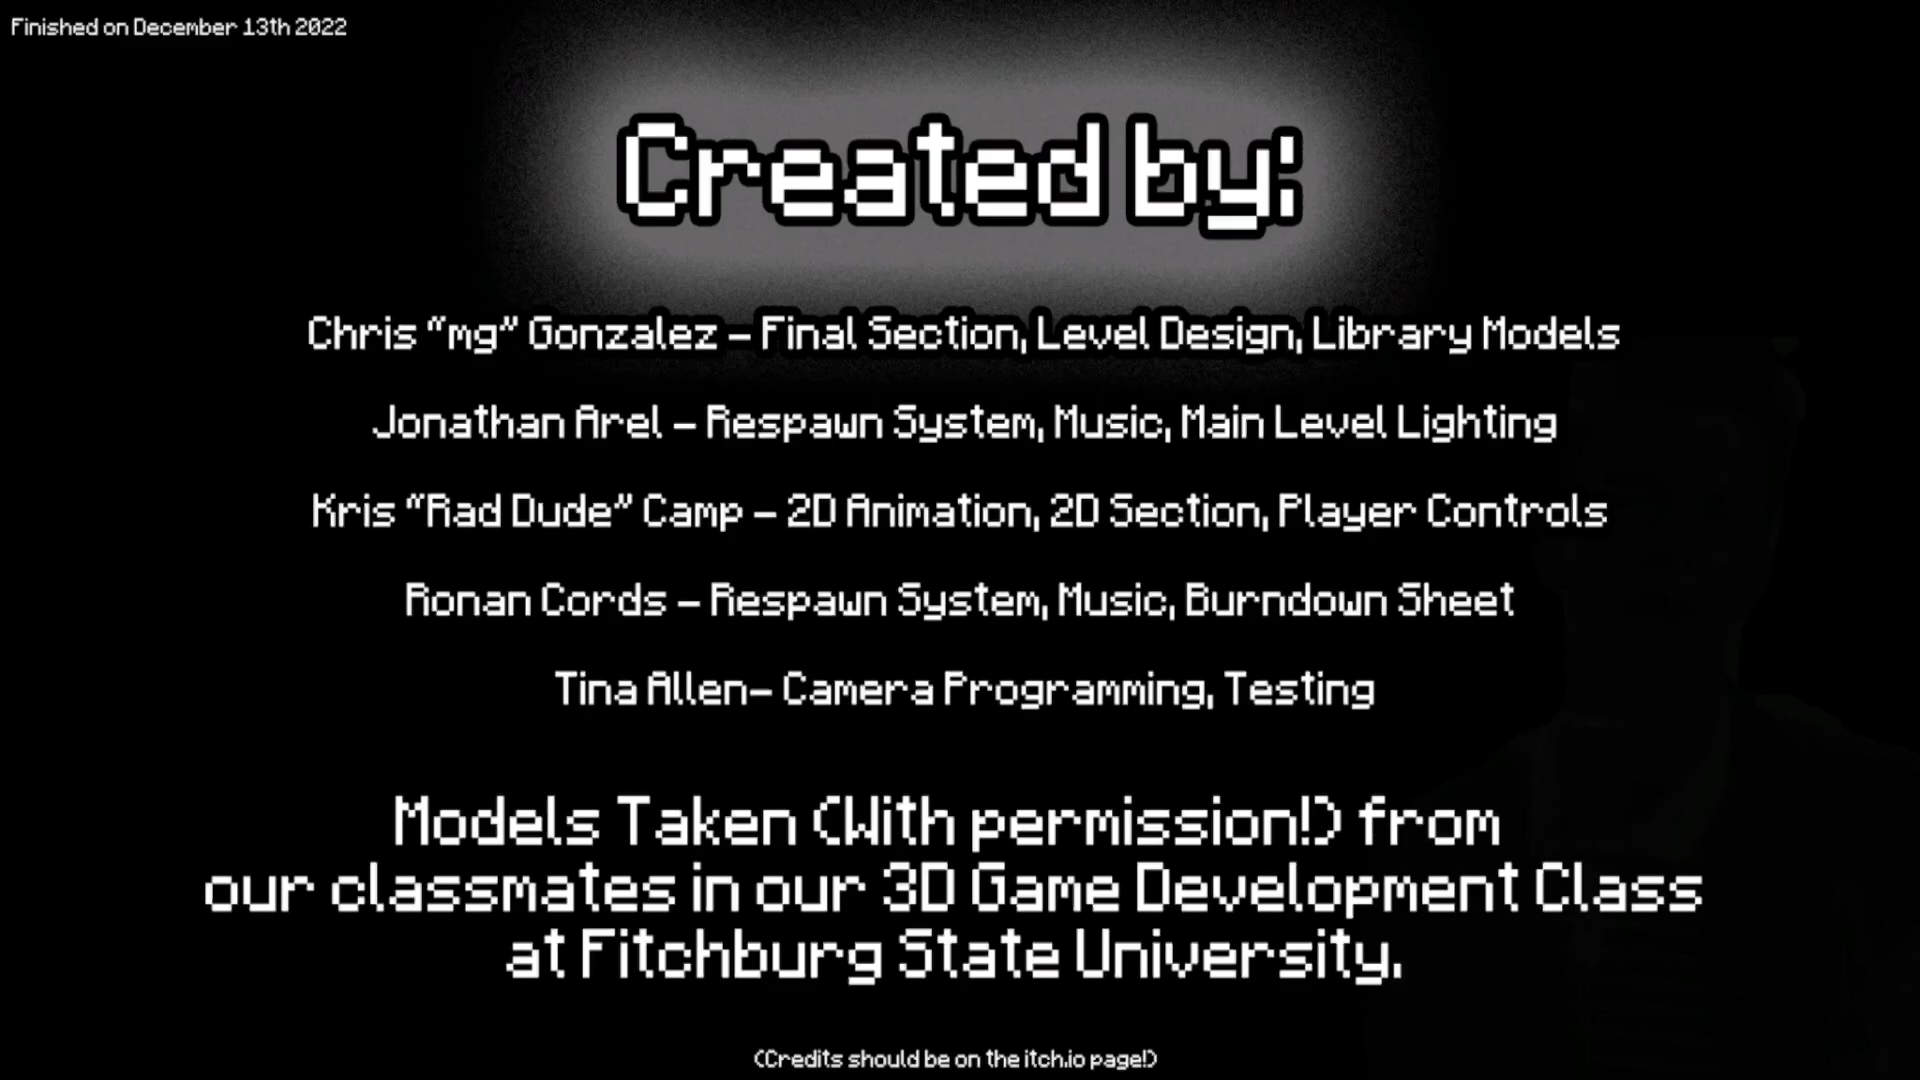 Finished on December 13th 2022
Created by:
Chris "mg" Gonzalez - Final Section, Level Design, Library Models
Jonathan Arel - Respawn System, Music, Main Level Lighting
Kris "Rad Dude" Camp - 2D Animation, 2D Section, Player Controls
Ronan Cords - Respawn System, Music, Burndown Sheet
Tina Allen- Camera Programming, Testing
Models Taken (With permission!) from
our classmates in our 3D Game Development Class
at Fitchburg State University.
(Credits should be on the itch.io page!)